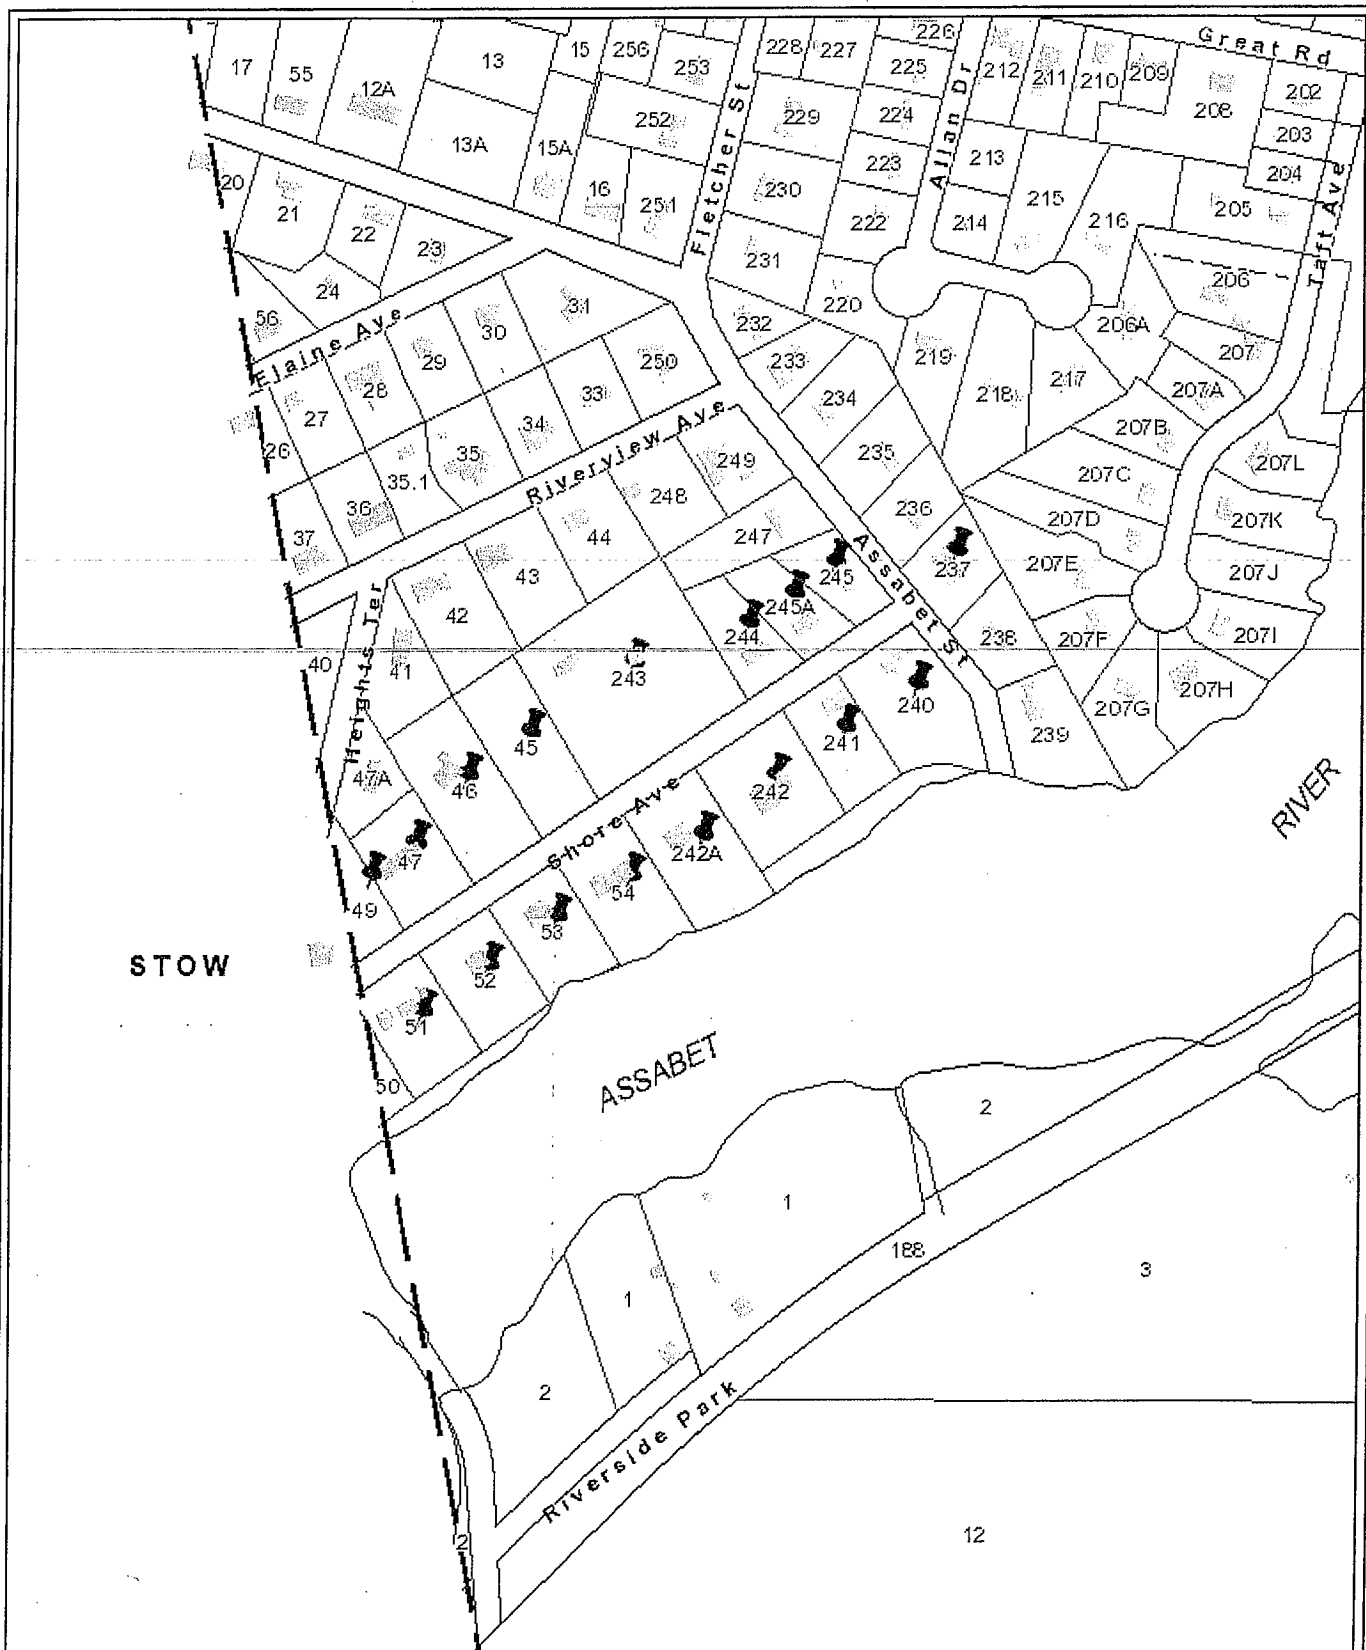 17 55 12A 13 15 256 253 228 227 226 225 212 211 210 209 Great Rd
208 202
13A 15A 252 229 224 203
Fletcher St
Allan Dr
Taft Ave
20 21 16 251 230 223 213 204
22 23 231 222 214 215 216 205
24 220 206
56 31 30 232 206A
Elaine Ave
29 250 233 219 207
28 33 234 218 217 207A
27 34 207B
Riverview Ave
26 35 249 235 207C 207L
35.1 248
36 44 247 236 207D 207K
37 43 245 237 207E 207J
Assabet St
42 245A
Heights Ter
40 41 244 238 207F 207I
243 240 207G 207H
45 241 239
47A 46 242
Shore Ave
47 242A
49 54
53
52
51
50
STOW
ASSABET
RIVER
2
1
188
3
1
2
Riverside Park
2
12